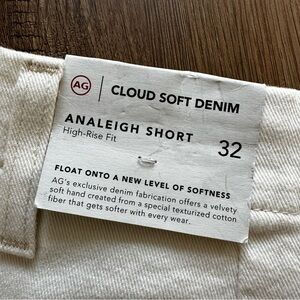 AG | CLOUD SOFT DENIM
ANALEIGH SHORT 32
High-Rise Fit
FLOAT ONTO A NEW LEVEL OF SOFTNESS
AG's exclusive denim fabrication offers a velvety
soft hand created from a special texturized cotton
fiber that gets softer with every wear.